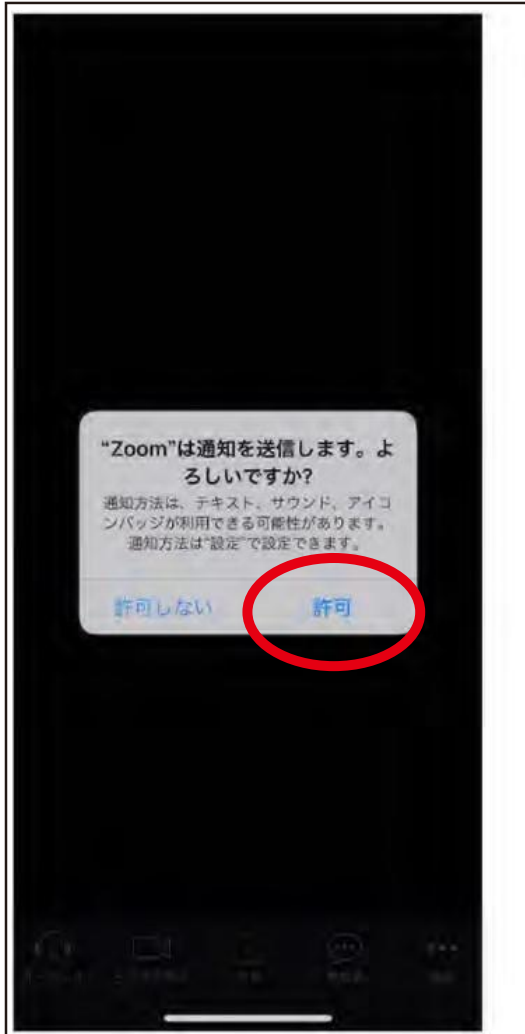 “Zoom”は通知を送信します。よ
ろしいですか?
通知方法は、テキスト、サウンド、アイコ
ンバッジが利用できる可能性があります。
通知方法は“設定”で設定できます。
許可しない
許可